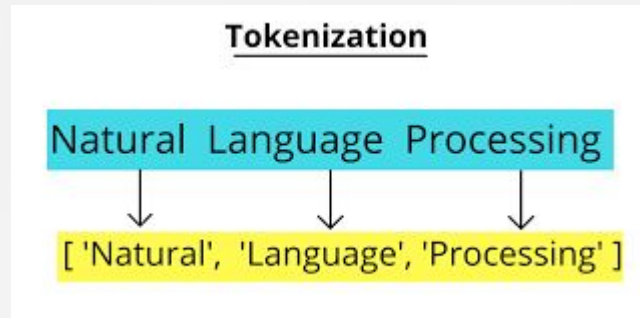 Tokenization
Natural Language Processing
[ 'Natural', 'Language', 'Processing' ]